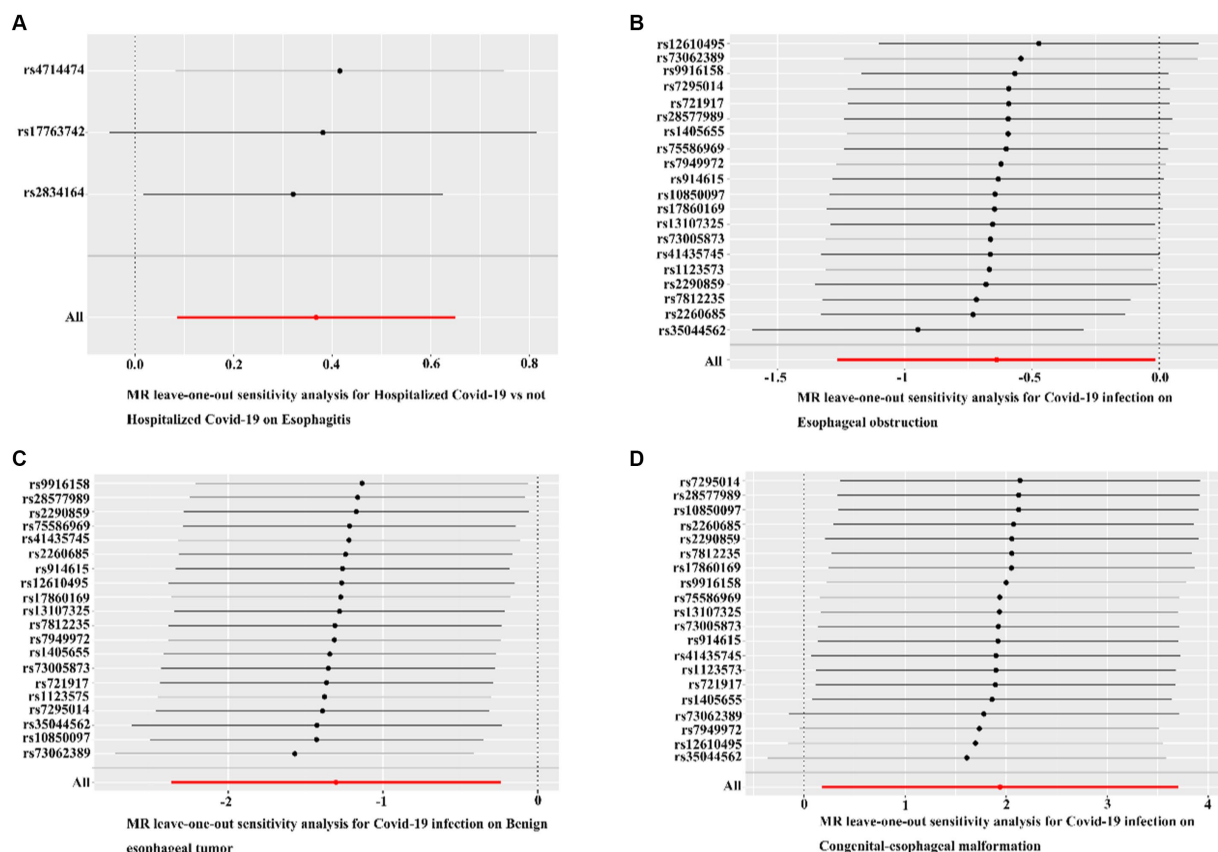 A
rs4714474
rs17763742
rs2834164
All
0.0 0.2 0.4 0.6 0.8
MR leave-one-out sensitivity analysis for Hospitalized Covid-19 vs not
Hospitalized Covid-19 on Esophagitis
B
rs12610495
rs73062389
rs9916158
rs7295014
rs721917
rs28577989
rs1405655
rs75586969
rs7949972
rs914615
rs10850097
rs17860169
rs13107325
rs73005873
rs41435745
rs1123573
rs2290859
rs7812235
rs2260685
rs35044562
All
-1.5 -1 -0.5 0.0
MR leave-one-out sensitivity analysis for Covid-19 infection on
Esophageal obstruction
C
rs9916158
rs28577989
rs2290859
rs75586969
rs41435745
rs2260685
rs914615
rs12610495
rs17860169
rs13107325
rs7812235
rs7949972
rs1405655
rs73005873
rs721917
rs1123575
rs7295014
rs35044562
rs10850097
rs73062389
All
-2 -1 0
MR leave-one-out sensitivity analysis for Covid-19 infection on Benign
esophageal tumor
D
rs7295014
rs28577989
rs10850097
rs2260685
rs2290859
rs7812235
rs17860169
rs9916158
rs75586969
rs13107325
rs73005873
rs914615
rs41435745
rs1123573
rs721917
rs1405655
rs73062389
rs7949972
rs12610495
rs35044562
All
0 1 2 3 4
MR leave-one-out sensitivity analysis for Covid-19 infection on
Congenital-esophageal malformation